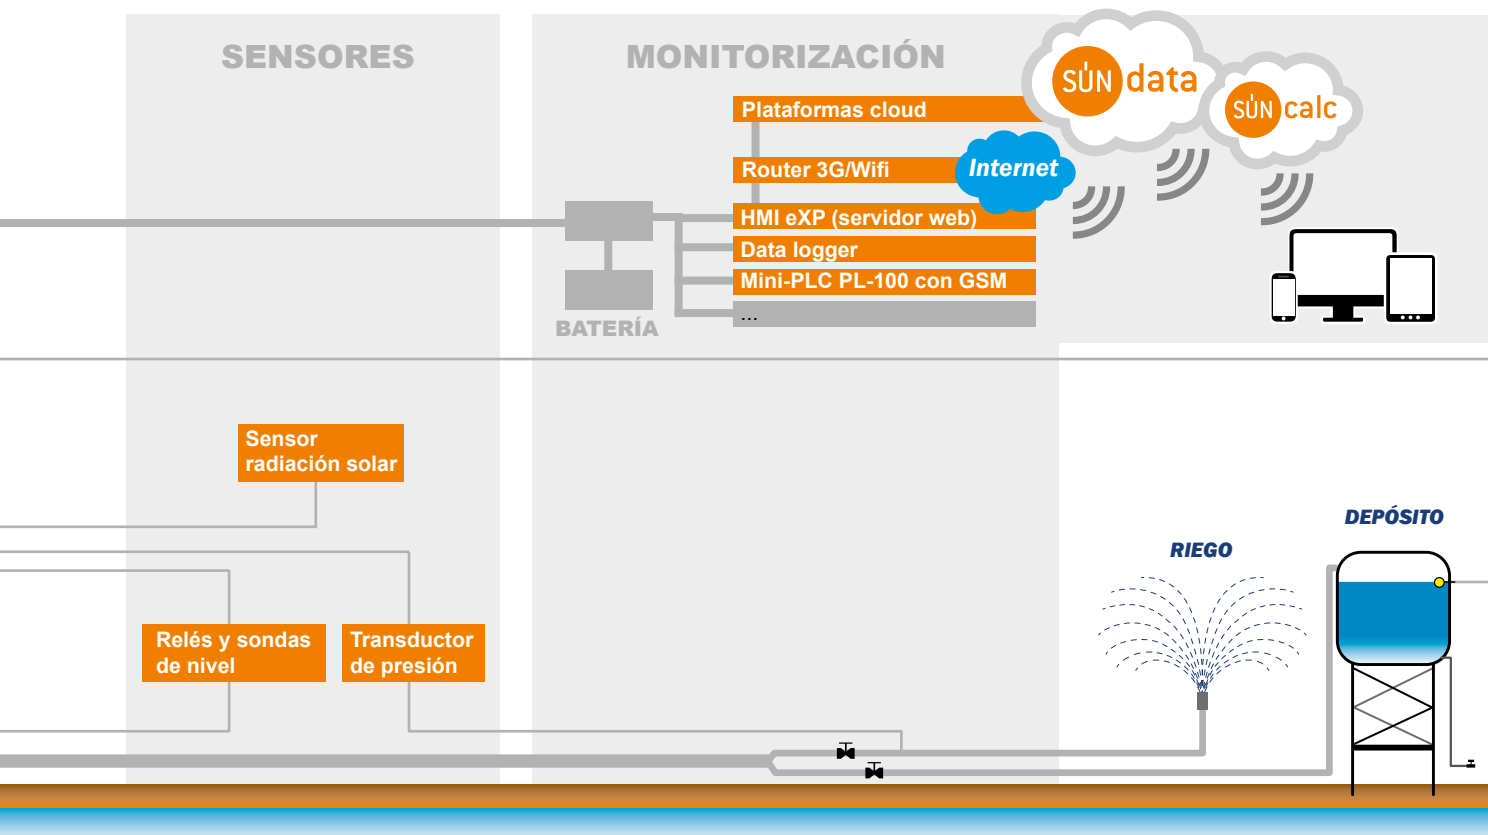 SENSORES
MONITORIZACIÓN
Plataformas cloud
SÚN data
SÚN calc
Router 3G/Wifi
Internet
HMI eXP (servidor web)
Data logger
Mini-PLC PL-100 con GSM
...
BATERÍA
Sensor
radiación solar
Relés y sondas
de nivel
Transductor
de presión
RIEGO
DEPÓSITO